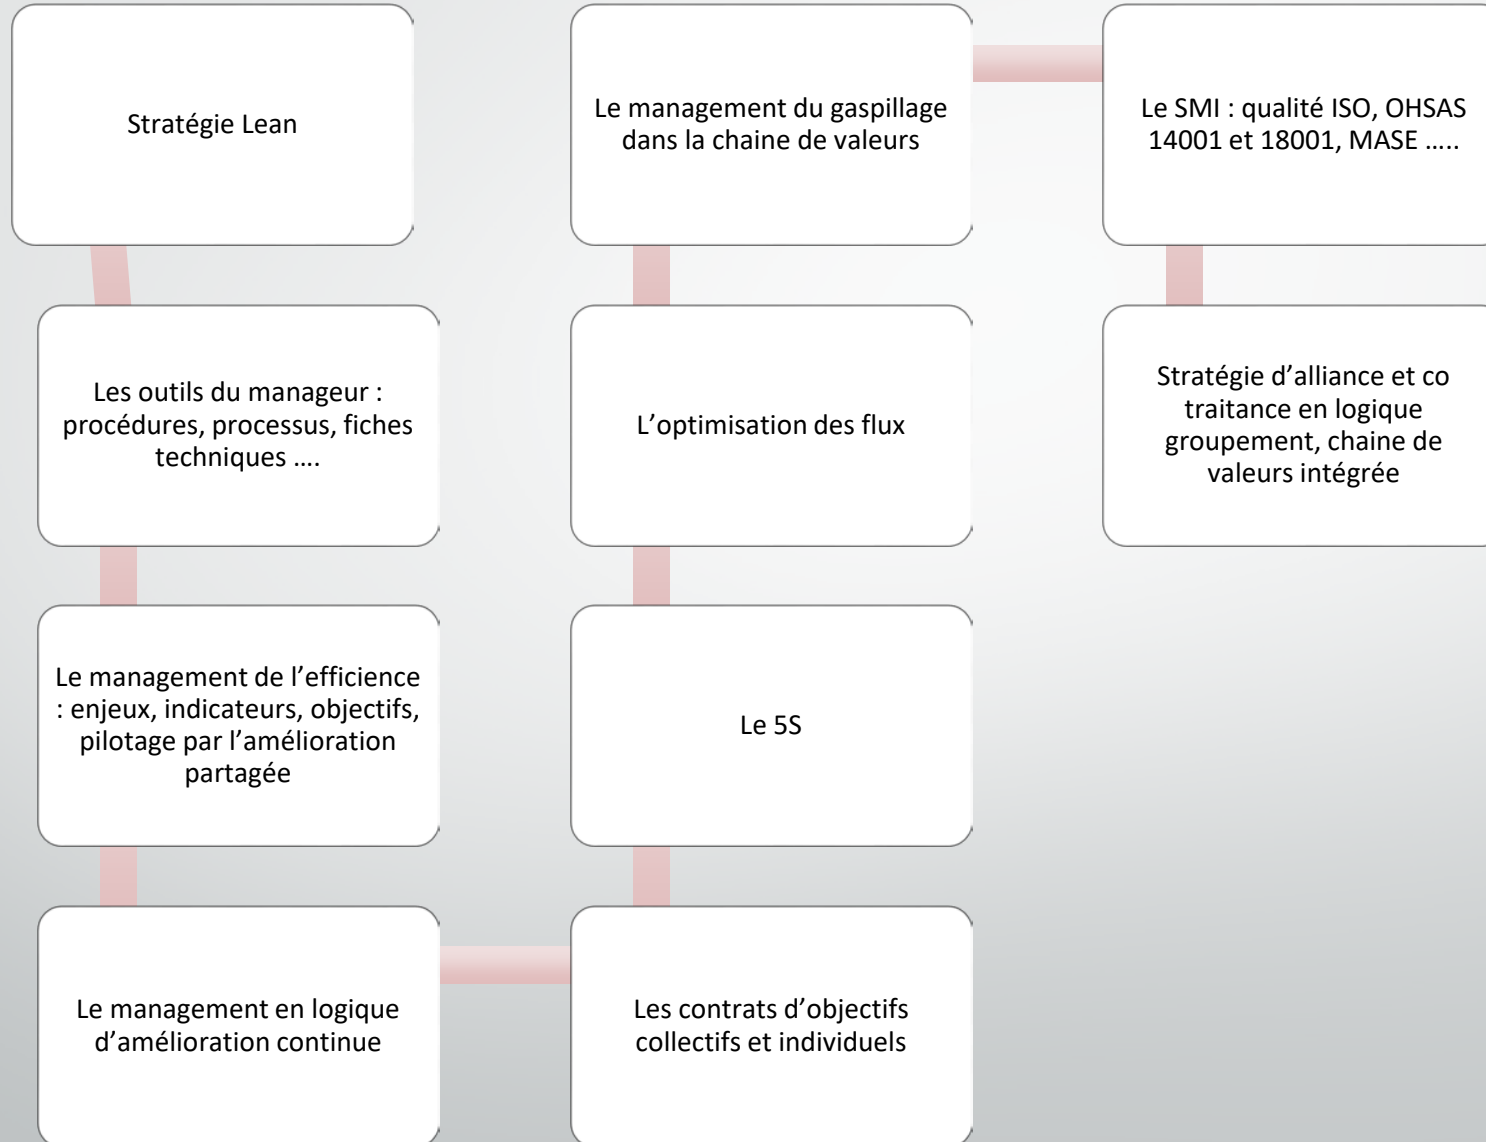 Stratégie Lean
Les outils du manageur :
procédures, processus, fiches
techniques ....
Le management de l’efficience
: enjeux, indicateurs, objectifs,
pilotage par l’amélioration
partagée
Le management en logique
d’amélioration continue
Les contrats d’objectifs
collectifs et individuels
Le 5S
L’optimisation des flux
Le management du gaspillage
dans la chaine de valeurs
Le SMI : qualité ISO, OHSAS
14001 et 18001, MASE …..
Stratégie d’alliance et co
traitance en logique
groupement, chaine de
valeurs intégrée